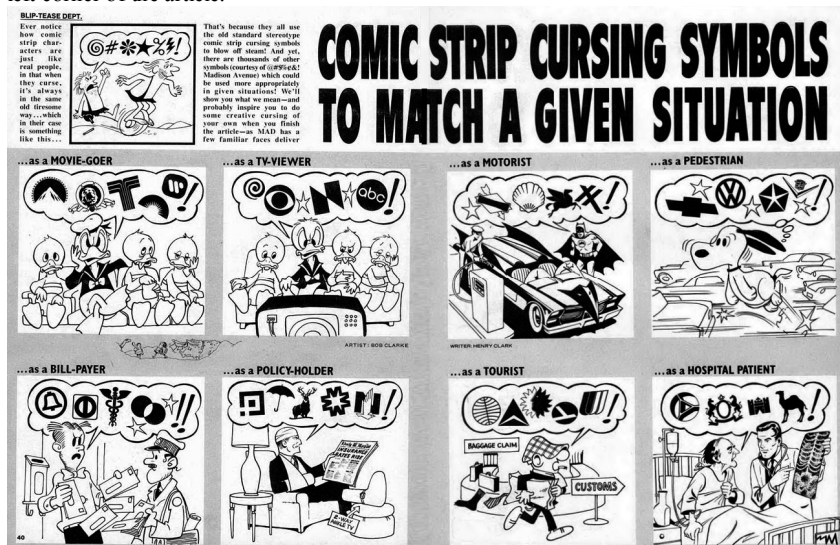 BLIP-TEASE DEPT.
Ever notice
how comic
strip char-
acters are
just like
real people,
in that when
they curse,
it's always
in the same
old tiresome
way...which
in their case
is something
like this...
@#*★%!
That's because they all use
the old standard stereotype
comic strip cursing symbols
to blow off steam! And yet,
there are thousands of other
symbols (courtesy of @#9%¢&!
Madison Avenue) which could
be used more appropriately
in given situations! We'll
show you what we mean—and
probably inspire you to do
some creative cursing of
your own when you finish
the article—as MAD has a
few familiar faces deliver
COMIC STRIP CURSING SYMBOLS
TO MATCH A GIVEN SITUATION
...as a MOVIE-GOER
...as a TV-VIEWER
abc
...as a MOTORIST
...as a PEDESTRIAN
ARTIST: BOB CLARKE
WRITER: HENRY CLARK
...as a BILL-PAYER
...as a POLICY-HOLDER
INSURANCE
RATES RISE
2-WAY
...as a TOURIST
BAGGAGE CLAIM
CUSTOMS
...as a HOSPITAL PATIENT
40